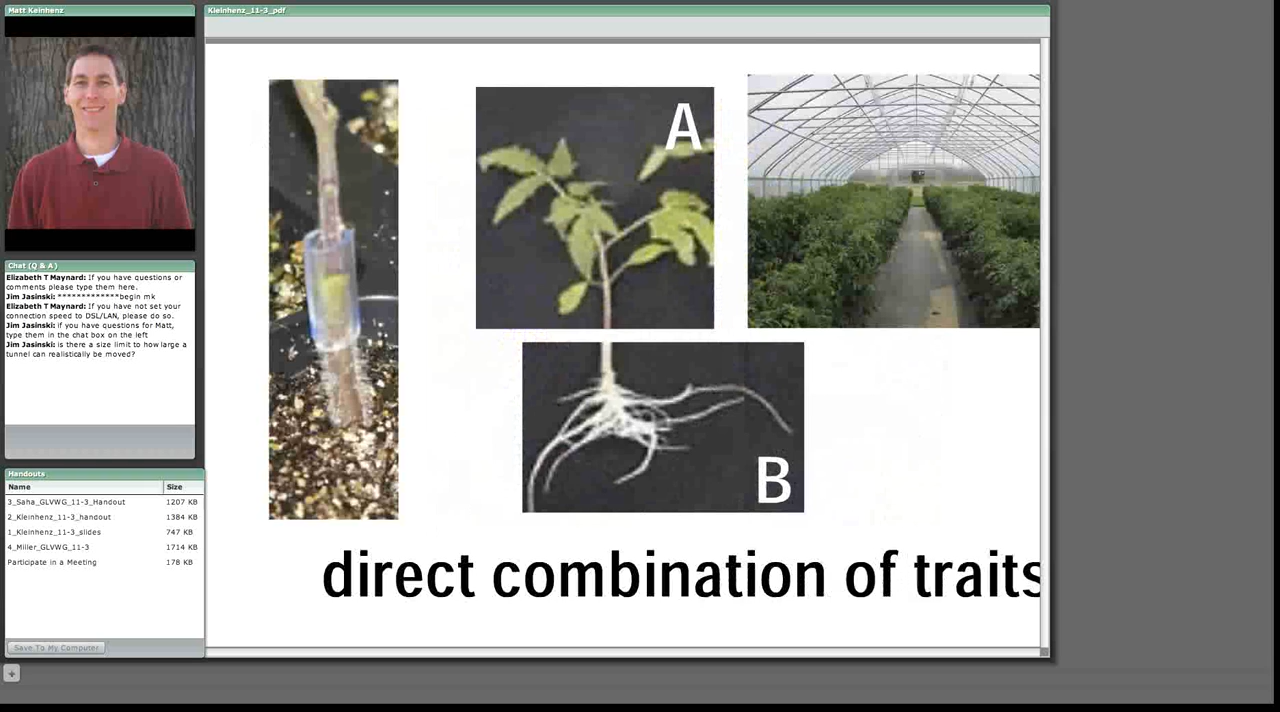 Matt Keinhenz
Kleinhenz_11-3_pdf
A
Chat (Q & A)
Elizabeth T Maynard: If you have questions or
comments please type them here.
Jim Jasinski: *************begin mk
Elizabeth T Maynard: If you have not set your
connection speed to DSL/LAN, please do so.
Jim Jasinski: if you have questions for Matt,
type them in the chat box on the left
Jim Jasinski: is there a size limit to how large a
tunnel can realistically be moved?
B
Handouts
Name Size
3_Saha_GLVWG_11-3_Handout 1207 KB
2_Kleinhenz_11-3_handout 1384 KB
1_Kleinhenz_11-3_slides 747 KB
4_Miller_GLVWG_11-3 1714 KB
Participate in a Meeting 178 KB
direct combination of traits
Save To My Computer